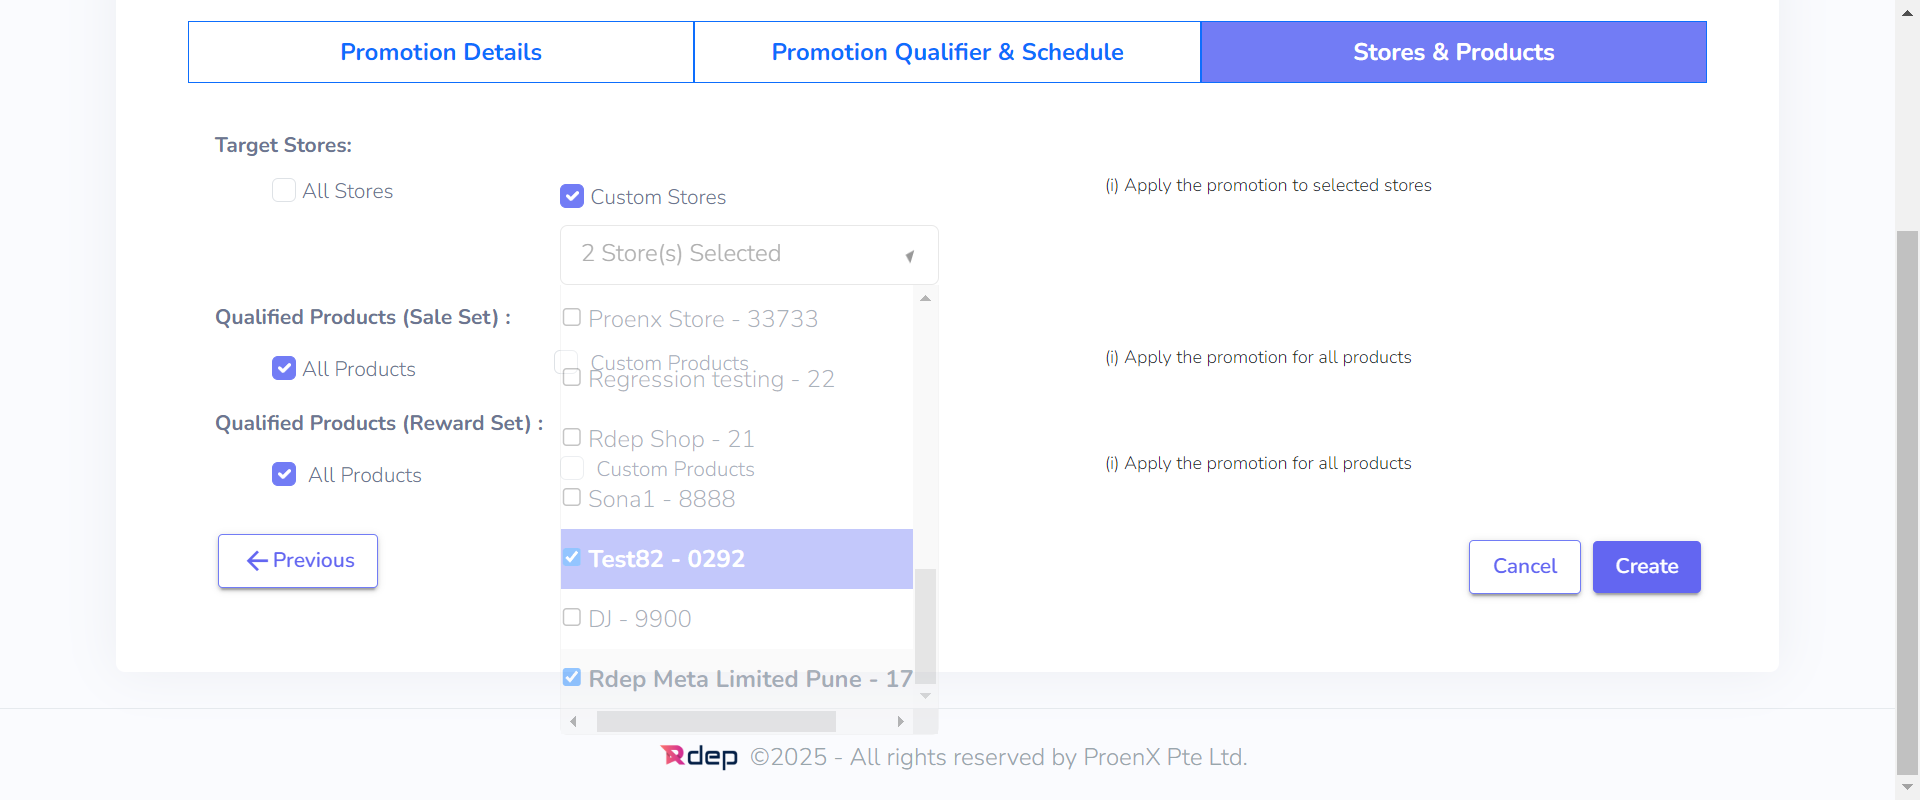 Promotion Details
Promotion Qualifier & Schedule
Stores & Products
Target Stores:
All Stores
Custom Stores
(i) Apply the promotion to selected stores
2 Store(s) Selected
Qualified Products (Sale Set) :
Proenx Store - 33733
All Products
Custom Products
(i) Apply the promotion for all products
Regression testing - 22
Qualified Products (Reward Set) :
Rdep Shop - 21
All Products
Custom Products
(i) Apply the promotion for all products
Sona1 - 8888
Test82 - 0292
Previous
Cancel
Create
DJ - 9900
Rdep Meta Limited Pune - 17
Rdep ©2025 - All rights reserved by ProenX Pte Ltd.